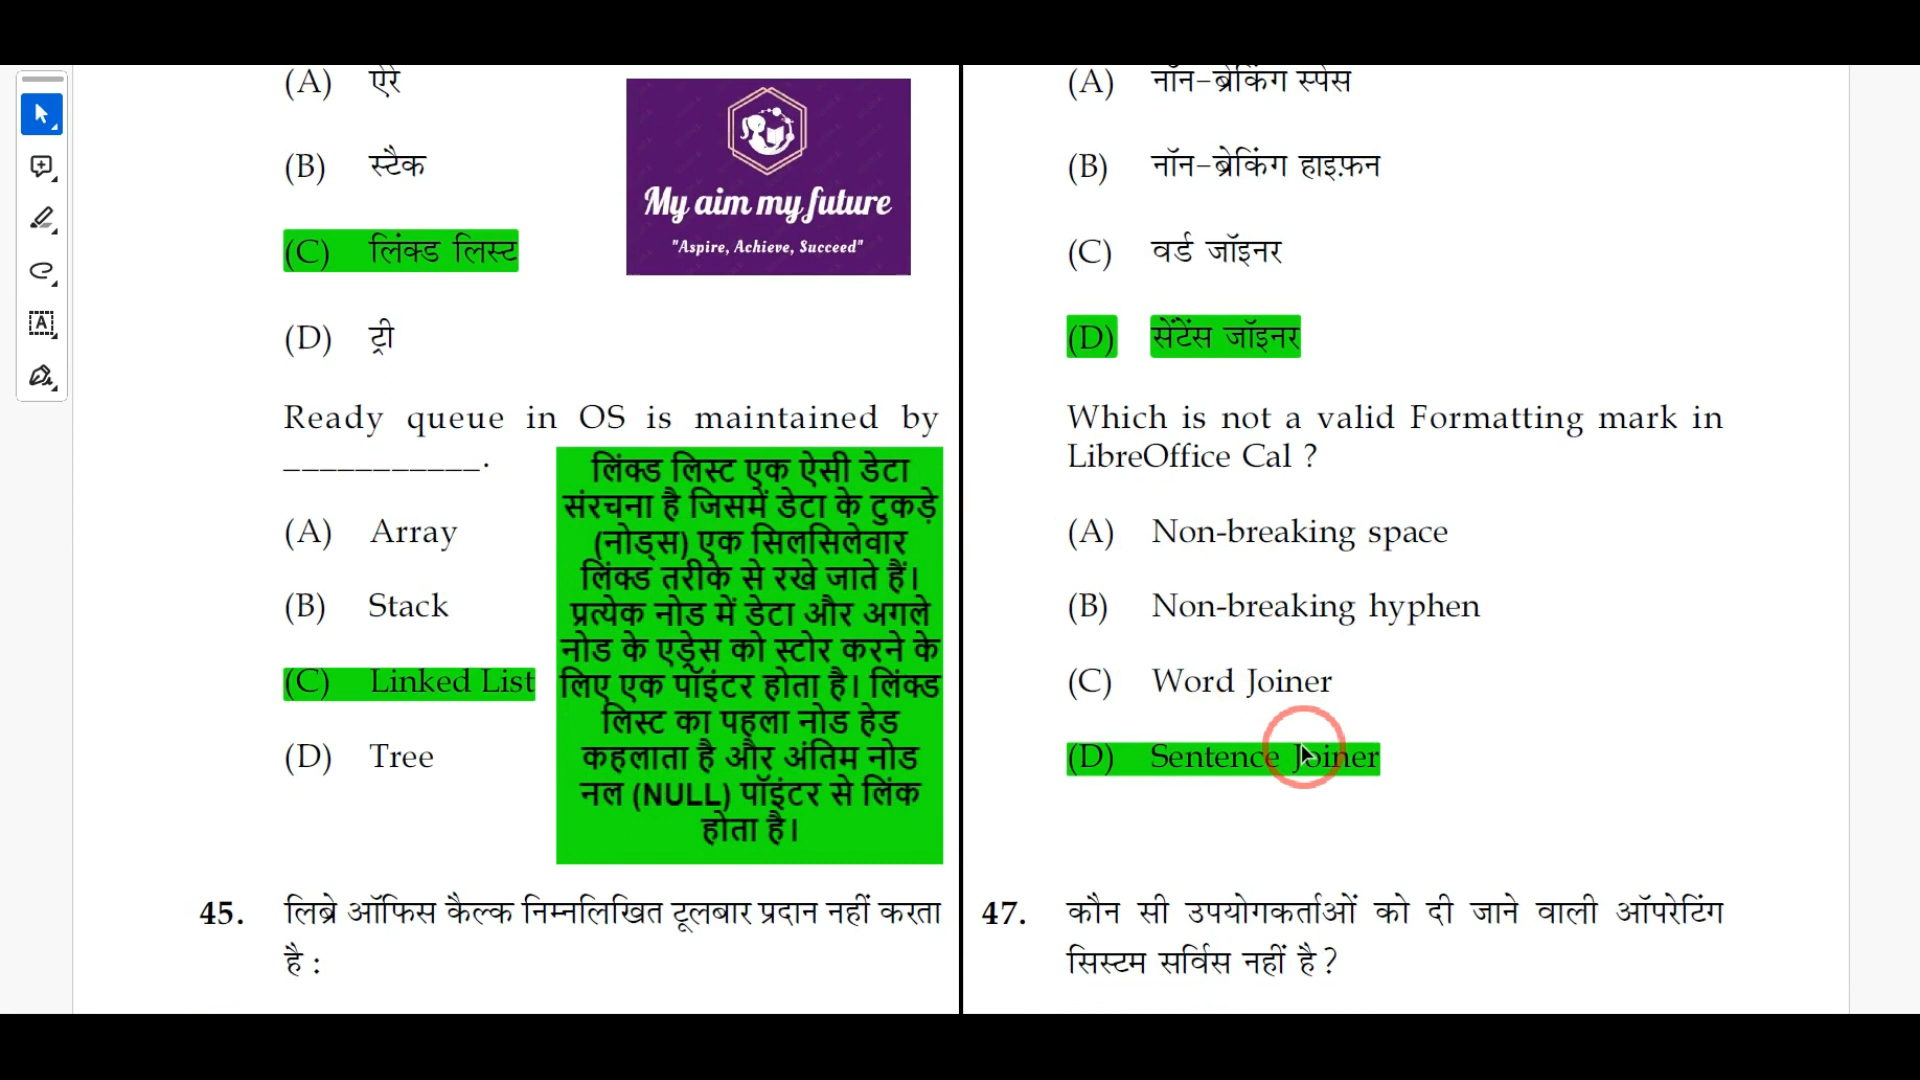 (A) ऐरे
(B) स्टैक
(C) लिंक्ड लिस्ट
(D) ट्री
My aim my future
"Aspire, Achieve, Succeed"
Ready queue in OS is maintained by
___________.
(A) Array
(B) Stack
(C) Linked List
(D) Tree
लिंक्ड लिस्ट एक ऐसी डेटा
संरचना है जिसमें डेटा के टुकड़े
(नोड्स) एक सिलसिलेवार
लिंक्ड तरीके से रखे जाते हैं।
प्रत्येक नोड में डेटा और अगले
नोड के एड्रेस को स्टोर करने के
लिए एक पॉइंटर होता है। लिंक्ड
लिस्ट का पहला नोड हेड
कहलाता है और अंतिम नोड
नल (NULL) पॉइंटर से लिंक
होता है।
45. लिब्रे ऑफिस कैल्क निम्नलिखित टूलबार प्रदान नहीं करता
है :
(A) नॉन-ब्रेकिंग स्पेस
(B) नॉन-ब्रेकिंग हाइफ़न
(C) वर्ड जॉइनर
(D) सेंटेंस जॉइनर
Which is not a valid Formatting mark in
LibreOffice Cal ?
(A) Non-breaking space
(B) Non-breaking hyphen
(C) Word Joiner
(D) Sentence Joiner
47. कौन सी उपयोगकर्ताओं को दी जाने वाली ऑपरेटिंग
सिस्टम सर्विस नहीं है ?